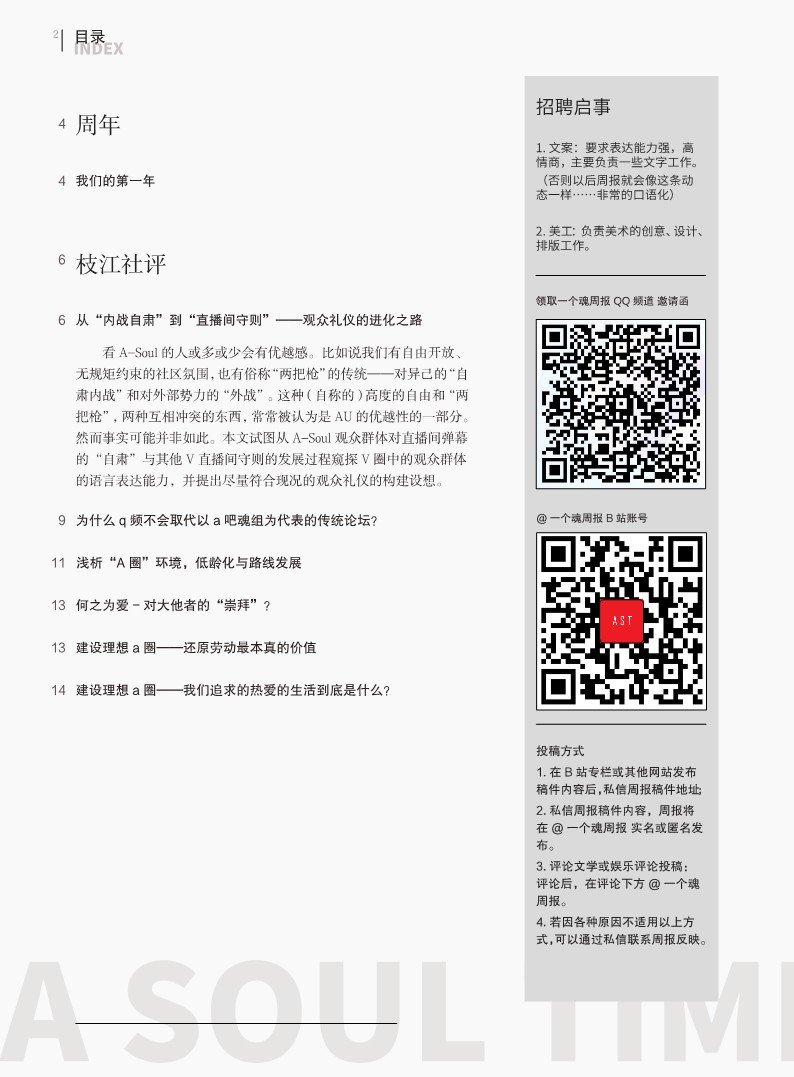 2
目录
INDEX
4 周年
4 我们的第一年
6 枝江社评
6 从“内战自肃”到“直播间守则”——观众礼仪的进化之路
看 A-Soul 的人或多或少会有优越感。比如说我们有自由开放、
无规矩约束的社区氛围,也有俗称“两把枪”的传统——对异己的“自
肃内战”和对外部势力的“外战”。这种(自称的)高度的自由和“两
把枪”,两种互相冲突的东西,常常被认为是 AU 的优越性的一部分。
然而事实可能并非如此。本文试图从 A-Soul 观众群体对直播间弹幕
的“自肃”与其他 V 直播间守则的发展过程窥探 V 圈中的观众群体
的语言表达能力，并提出尽量符合现况的观众礼仪的构建设想。
9 为什么 q 频不会取代以 a 吧魂组为代表的传统论坛?
11 浅析“A 圈”环境，低龄化与路线发展
13 何之为爱 – 对大他者的“崇拜”?
13 建设理想 a 圈——还原劳动最本真的价值
14 建设理想 a 圈——我们追求的热爱的生活到底是什么?
招聘启事
1. 文案：要求表达能力强，高
情商，主要负责一些文字工作。
（否则以后周报就会像这条动
态一样……非常的口语化）
2. 美工：负责美术的创意、设计、
排版工作。
领取一个魂周报 QQ 频道 邀请函
@ 一个魂周报 B 站账号
AST
投稿方式
1. 在 B 站专栏或其他网站发布
稿件内容后,私信周报稿件地址;
2. 私信周报稿件内容，周报将
在 @ 一个魂周报 实名或匿名发
布。
3. 评论文学或娱乐评论投稿；
评论后，在评论下方 @ 一个魂
周报。
4. 若因各种原因不适用以上方
式,可以通过私信联系周报反映。
A SOUL TIME